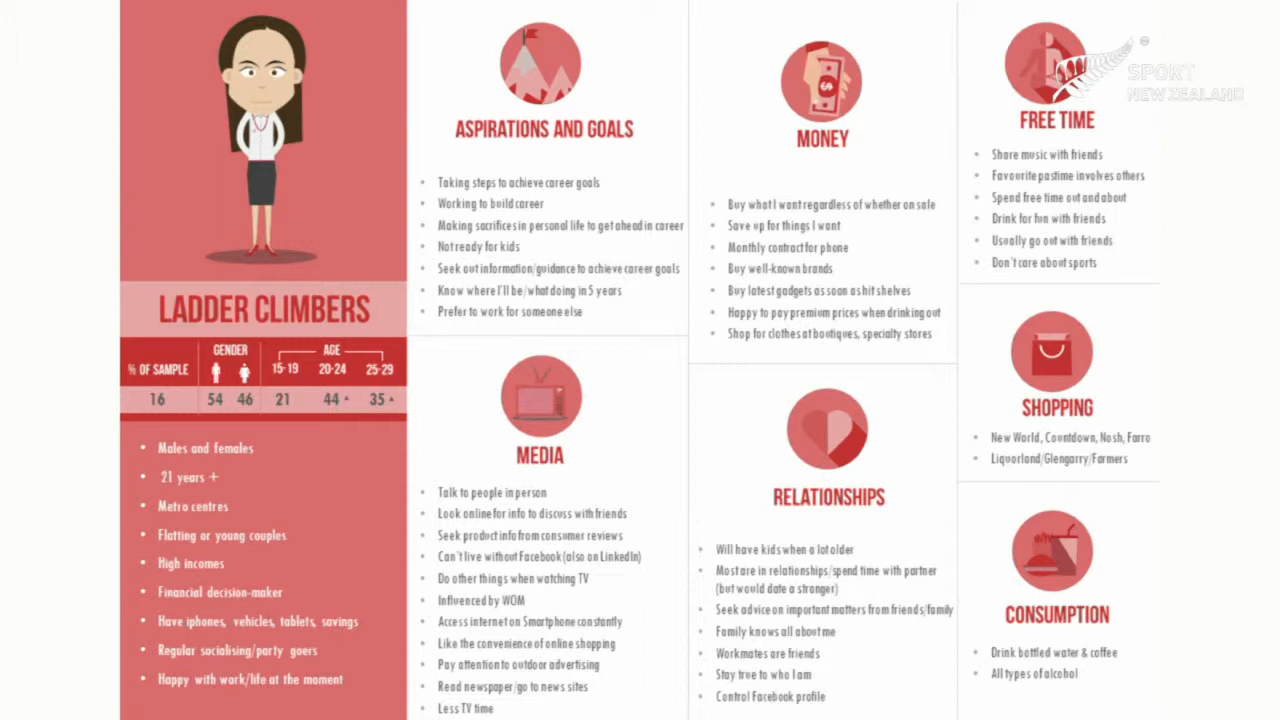 SPORT
NEW ZEALAND
LADDER CLIMBERS
% OF SAMPLE
GENDER
AGE
15-19 20-24 25-29
16 54 46 21 44 35
• Males and females
• 21 years +
• Metro centres
• Flatting or young couples
• High incomes
• Financial decision-maker
• Have iphones, vehicles, tablets, savings
• Regular socialising/party goers
• Happy with work/life at the moment
ASPIRATIONS AND GOALS
• Taking steps to achieve career goals
• Working to build career
• Making sacrifices in personal life to get ahead in career
• Not ready for kids
• Seek out information/guidance to achieve career goals
• Know where I'll be/what doing in 5 years
• Prefer to work for someone else
MEDIA
• Talk to people in person
• Look online for info to discuss with friends
• Seek product info from consumer reviews
• Can't live without Facebook (also on LinkedIn)
• Do other things when watching TV
• Influenced by WOM
• Access internet on Smartphone constantly
• Like the convenience of online shopping
• Pay attention to outdoor advertising
• Read newspaper/go to news sites
• Less TV time
MONEY
• Buy what I want regardless of whether on sale
• Save up for things I want
• Monthly contract for phone
• Buy well-known brands
• Buy latest gadgets as soon as hit shelves
• Happy to pay premium prices when drinking out
• Shop for clothes at boutiques, specialty stores
RELATIONSHIPS
• Will have kids when a lot older
• Most are in relationships/spend time with partner
(but would date a stranger)
• Seek advice on important matters from friends/family
• Family knows all about me
• Workmates are friends
• Stay true to who I am
• Control Facebook profile
FREE TIME
• Share music with friends
• Favourite pastime involves others
• Spend free time out and about
• Drink for fun with friends
• Usually go out with friends
• Don't care about sports
SHOPPING
• New World, Countdown, Nosh, Farro
• Liquorland/Glengarry/Farmers
CONSUMPTION
• Drink bottled water & coffee
• All types of alcohol